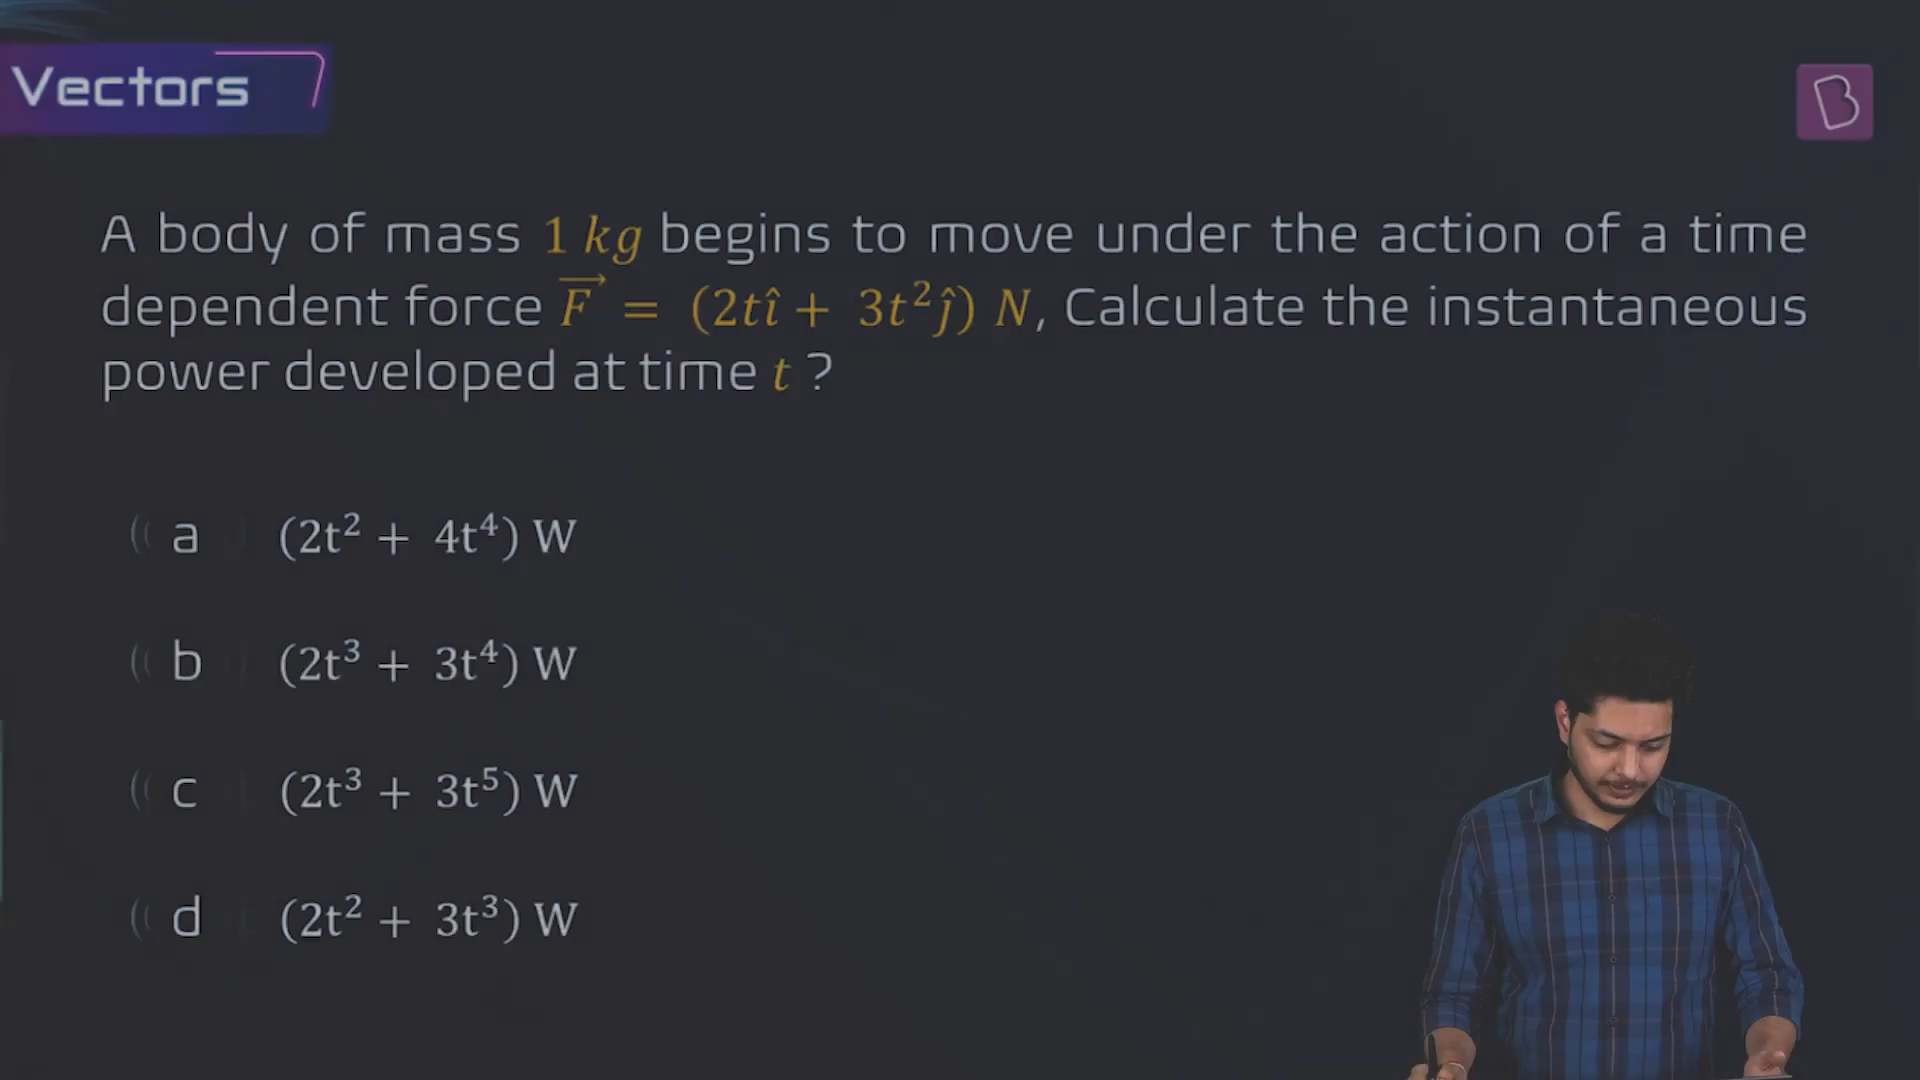 Vectors
A body of mass 1 kg begins to move under the action of a time
dependent force \vec{F} = (2tî + 3t²ĵ) N, Calculate the instantaneous
power developed at time t ?
a (2t² + 4t⁴) W
b (2t³ + 3t⁴) W
c (2t³ + 3t⁵) W
d (2t² + 3t³) W